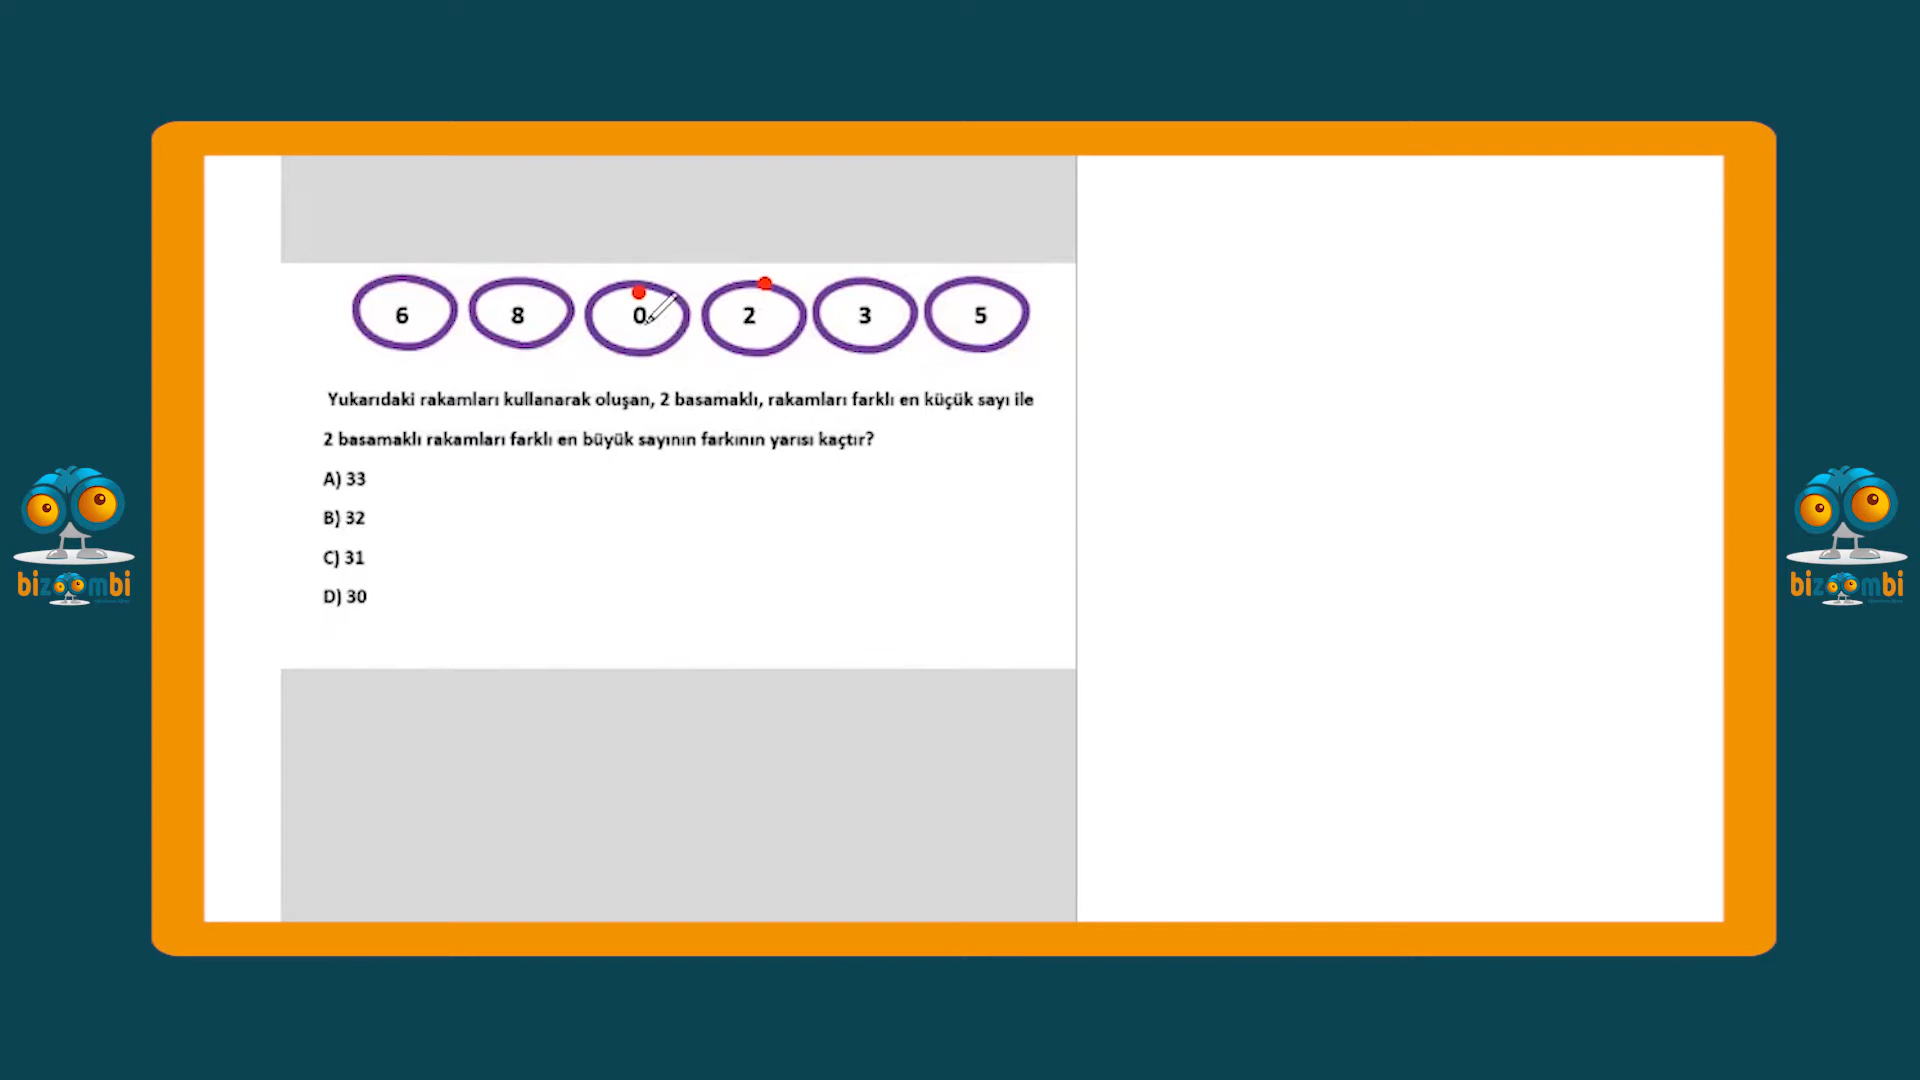 6 8 0 2 3 5
Yukarıdaki rakamları kullanarak oluşan, 2 basamaklı, rakamları farklı en küçük sayı ile
2 basamaklı rakamları farklı en büyük sayının farkının yarısı kaçtır?
A) 33
B) 32
C) 31
D) 30
bizoombi
bizoombi